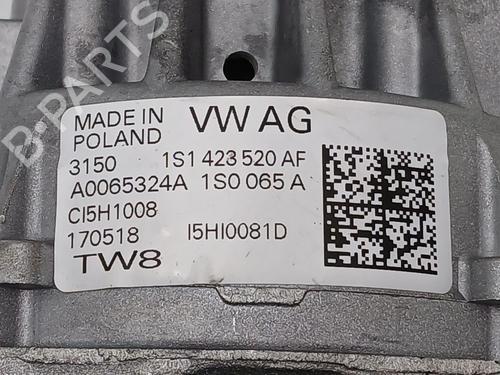 MADE IN POLAND VW AG
3150 1S1 423 520 AF
A0065324A 1S0 065 A
CI5H1008
170518 I5HI0081D
TW8
B-PARTS